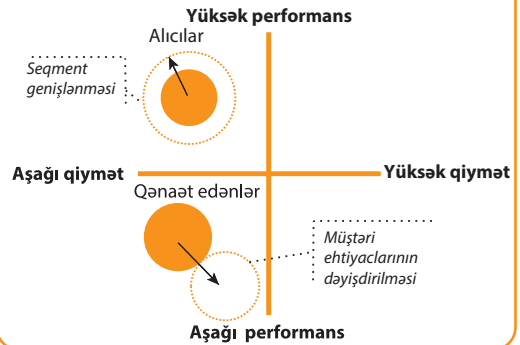 Yüksək performans
Alıcılar
Seqment
genişlənməsi
Aşağı qiymət
Yüksək qiymət
Qənaət edənlər
Müştəri
ehtiyaclarının
dəyişdirilməsi
Aşağı performans